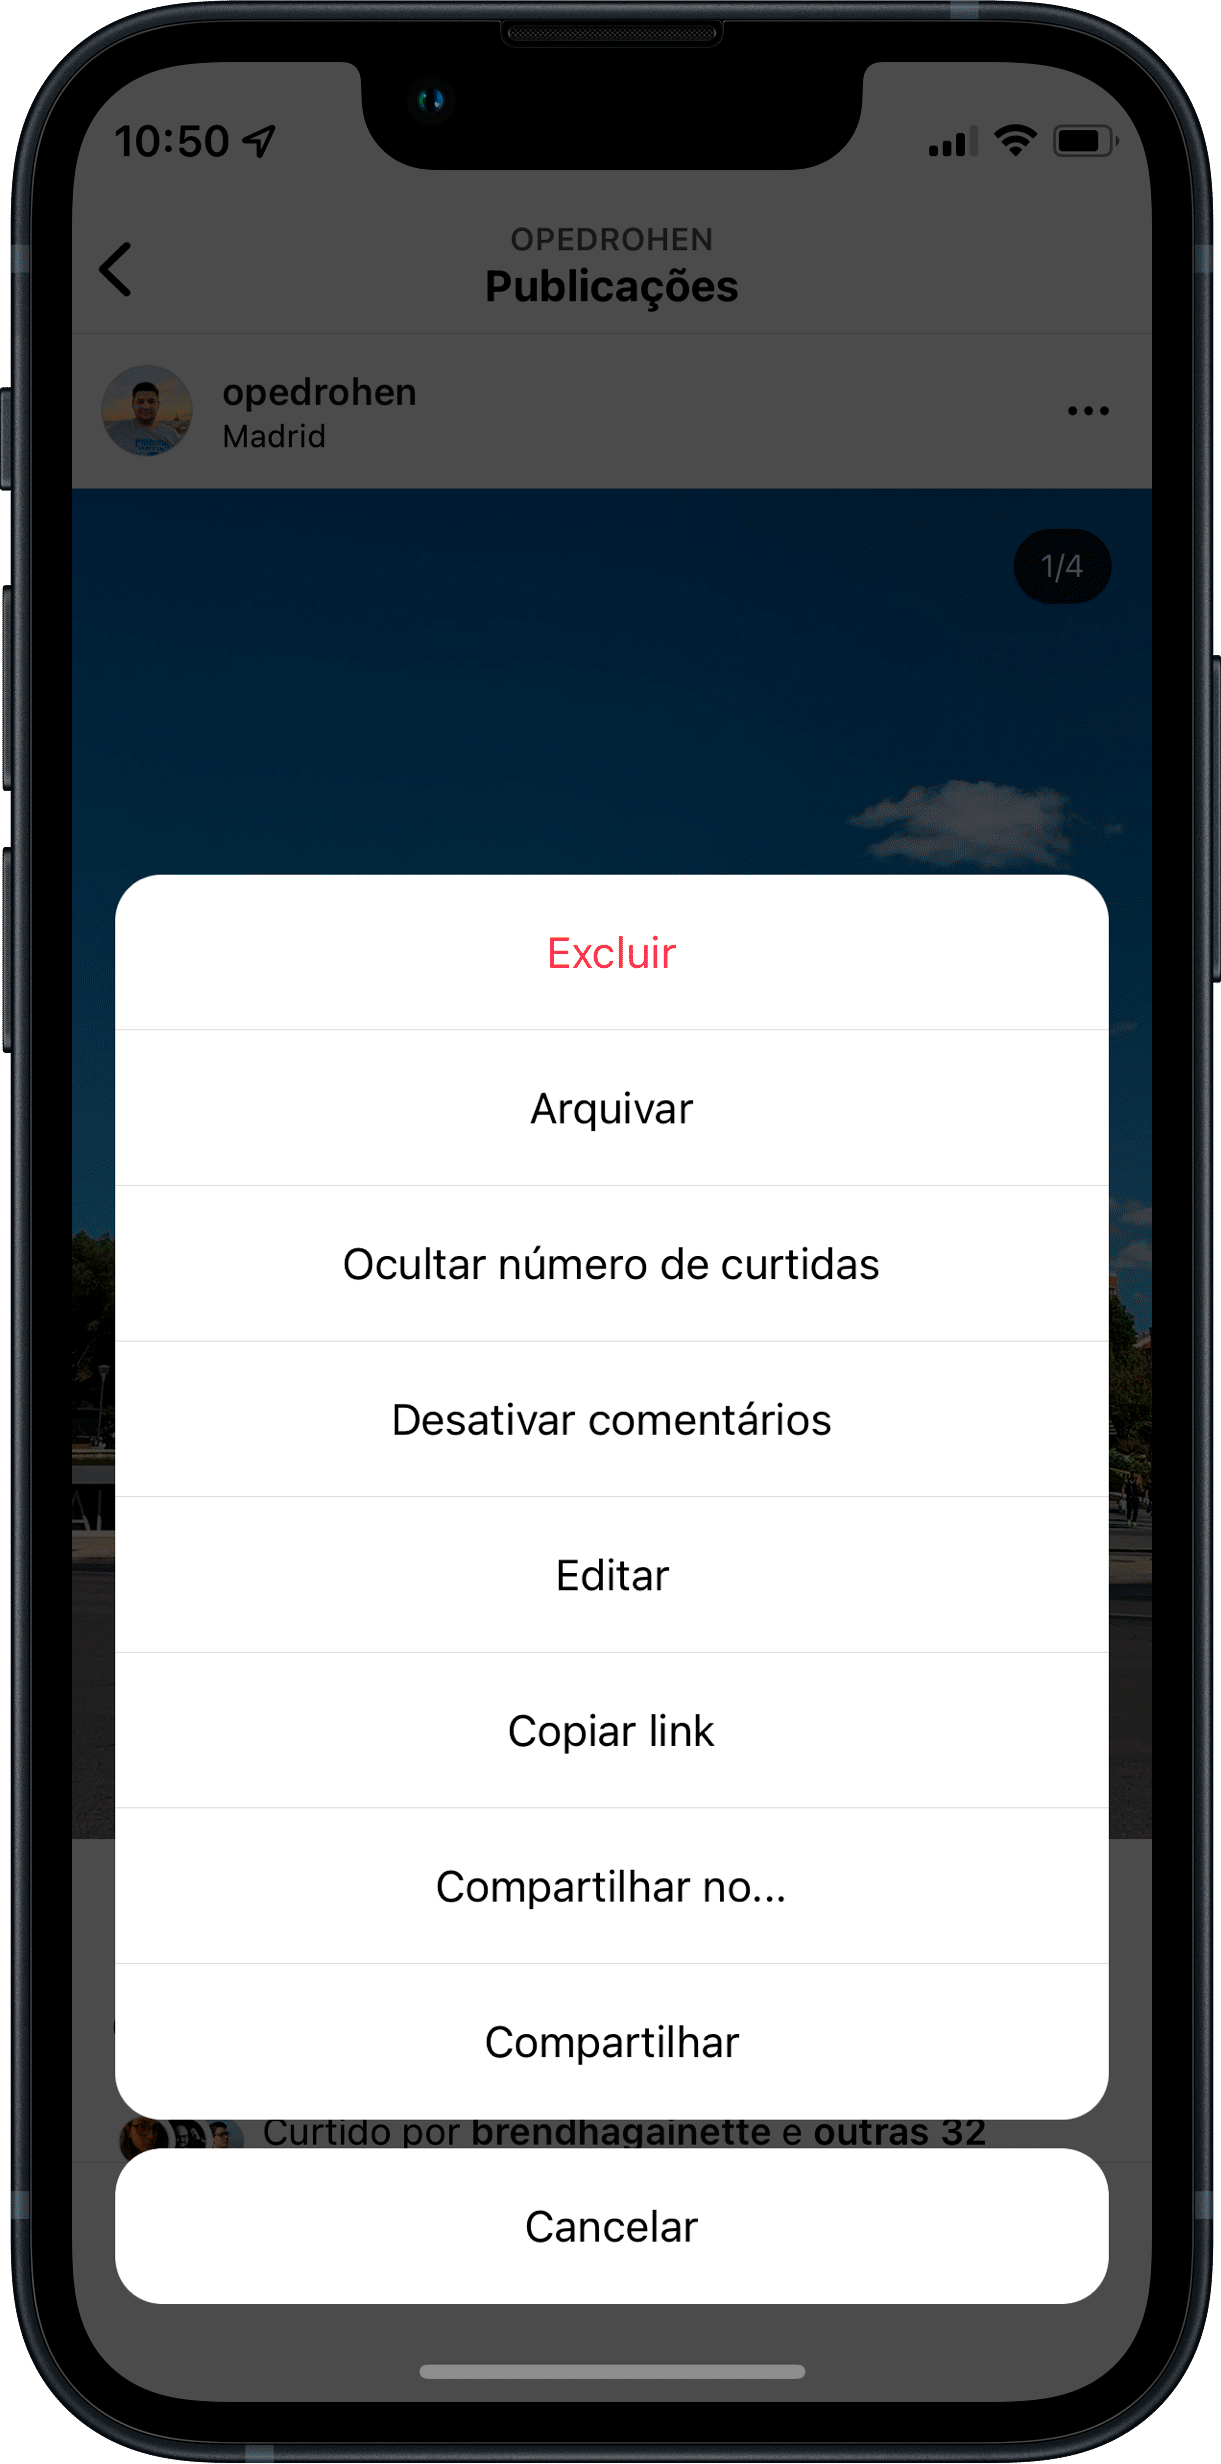 10:50
OPEDROHEN
Publicações
opedrohen
Madrid
1/4
Excluir
Arquivar
Ocultar número de curtidas
Desativar comentários
Editar
Copiar link
Compartilhar no...
Compartilhar
Curtido por brendhagainette e outras 32
Cancelar